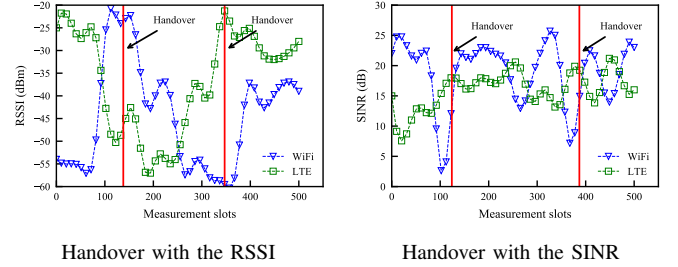 −20
−25
−30
−35
−40
−45
−50
−55
−60
RSSI (dBm)
Handover
Handover
WiFi
LTE
0
100
200
300
400
500
Measurement slots
30
25
20
15
10
5
0
SINR (dB)
Handover
Handover
WiFi
LTE
0
100
200
300
400
500
Measurement slots
Handover with the RSSI
Handover with the SINR